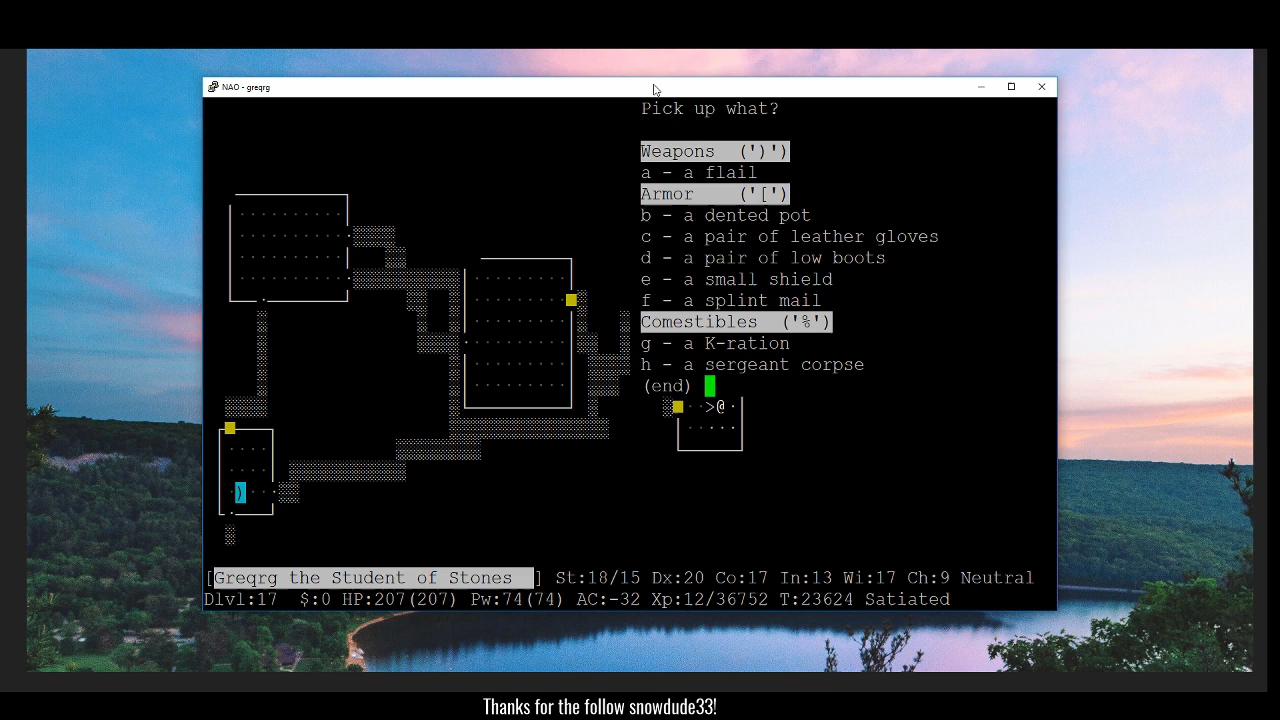 NAO - greqrg
Pick up what?
Weapons (')')
a - a flail
Armor ('[')
b - a dented pot
c - a pair of leather gloves
d - a pair of low boots
e - a small shield
f - a splint mail
Comestibles ('%')
g - a K-ration
h - a sergeant corpse
(end)
>@
)
[Greqrg the Student of Stones ] St:18/15 Dx:20 Co:17 In:13 Wi:17 Ch:9 Neutral
Dlvl:17 $:0 HP:207(207) Pw:74(74) AC:-32 Xp:12/36752 T:23624 Satiated
Thanks for the follow snowdude33!